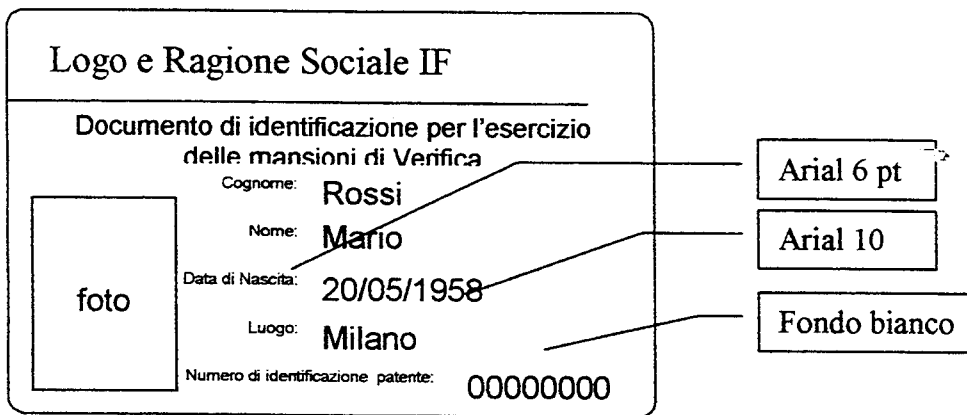 Logo e Ragione Sociale IF
Documento di identificazione per l'esercizio
delle mansioni di Verifica
Cognome: Rossi
Nome: Mario
Data di Nascita: 20/05/1958
foto
Luogo: Milano
Numero di identificazione patente: 00000000
Arial 6 pt
Arial 10
Fondo bianco